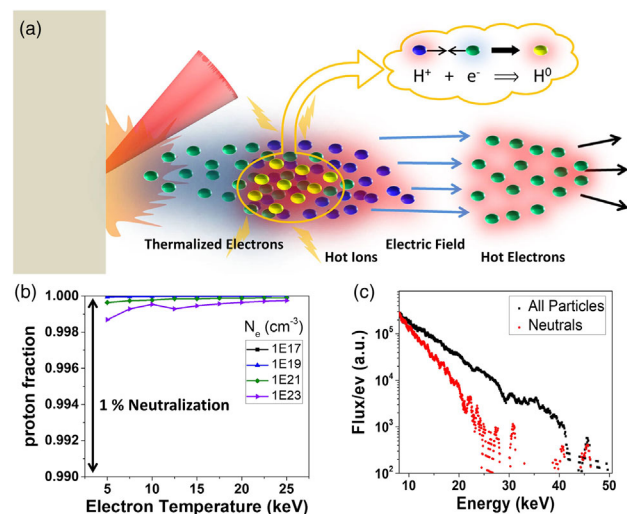 (a)
H⁺ + e⁻ ⇒ H⁰
Thermalized Electrons
Hot Ions
Electric Field
Hot Electrons
(b)
proton fraction
1.000
0.998
0.996
0.994
0.992
0.990
Nₑ (cm⁻³)
1E17
1E19
1E21
1E23
1 % Neutralization
5 10 15 20 25
Electron Temperature (keV)
(c)
Flux/ev (a.u.)
10⁵
10⁴
10³
10²
All Particles
Neutrals
10 20 30 40 50
Energy (keV)